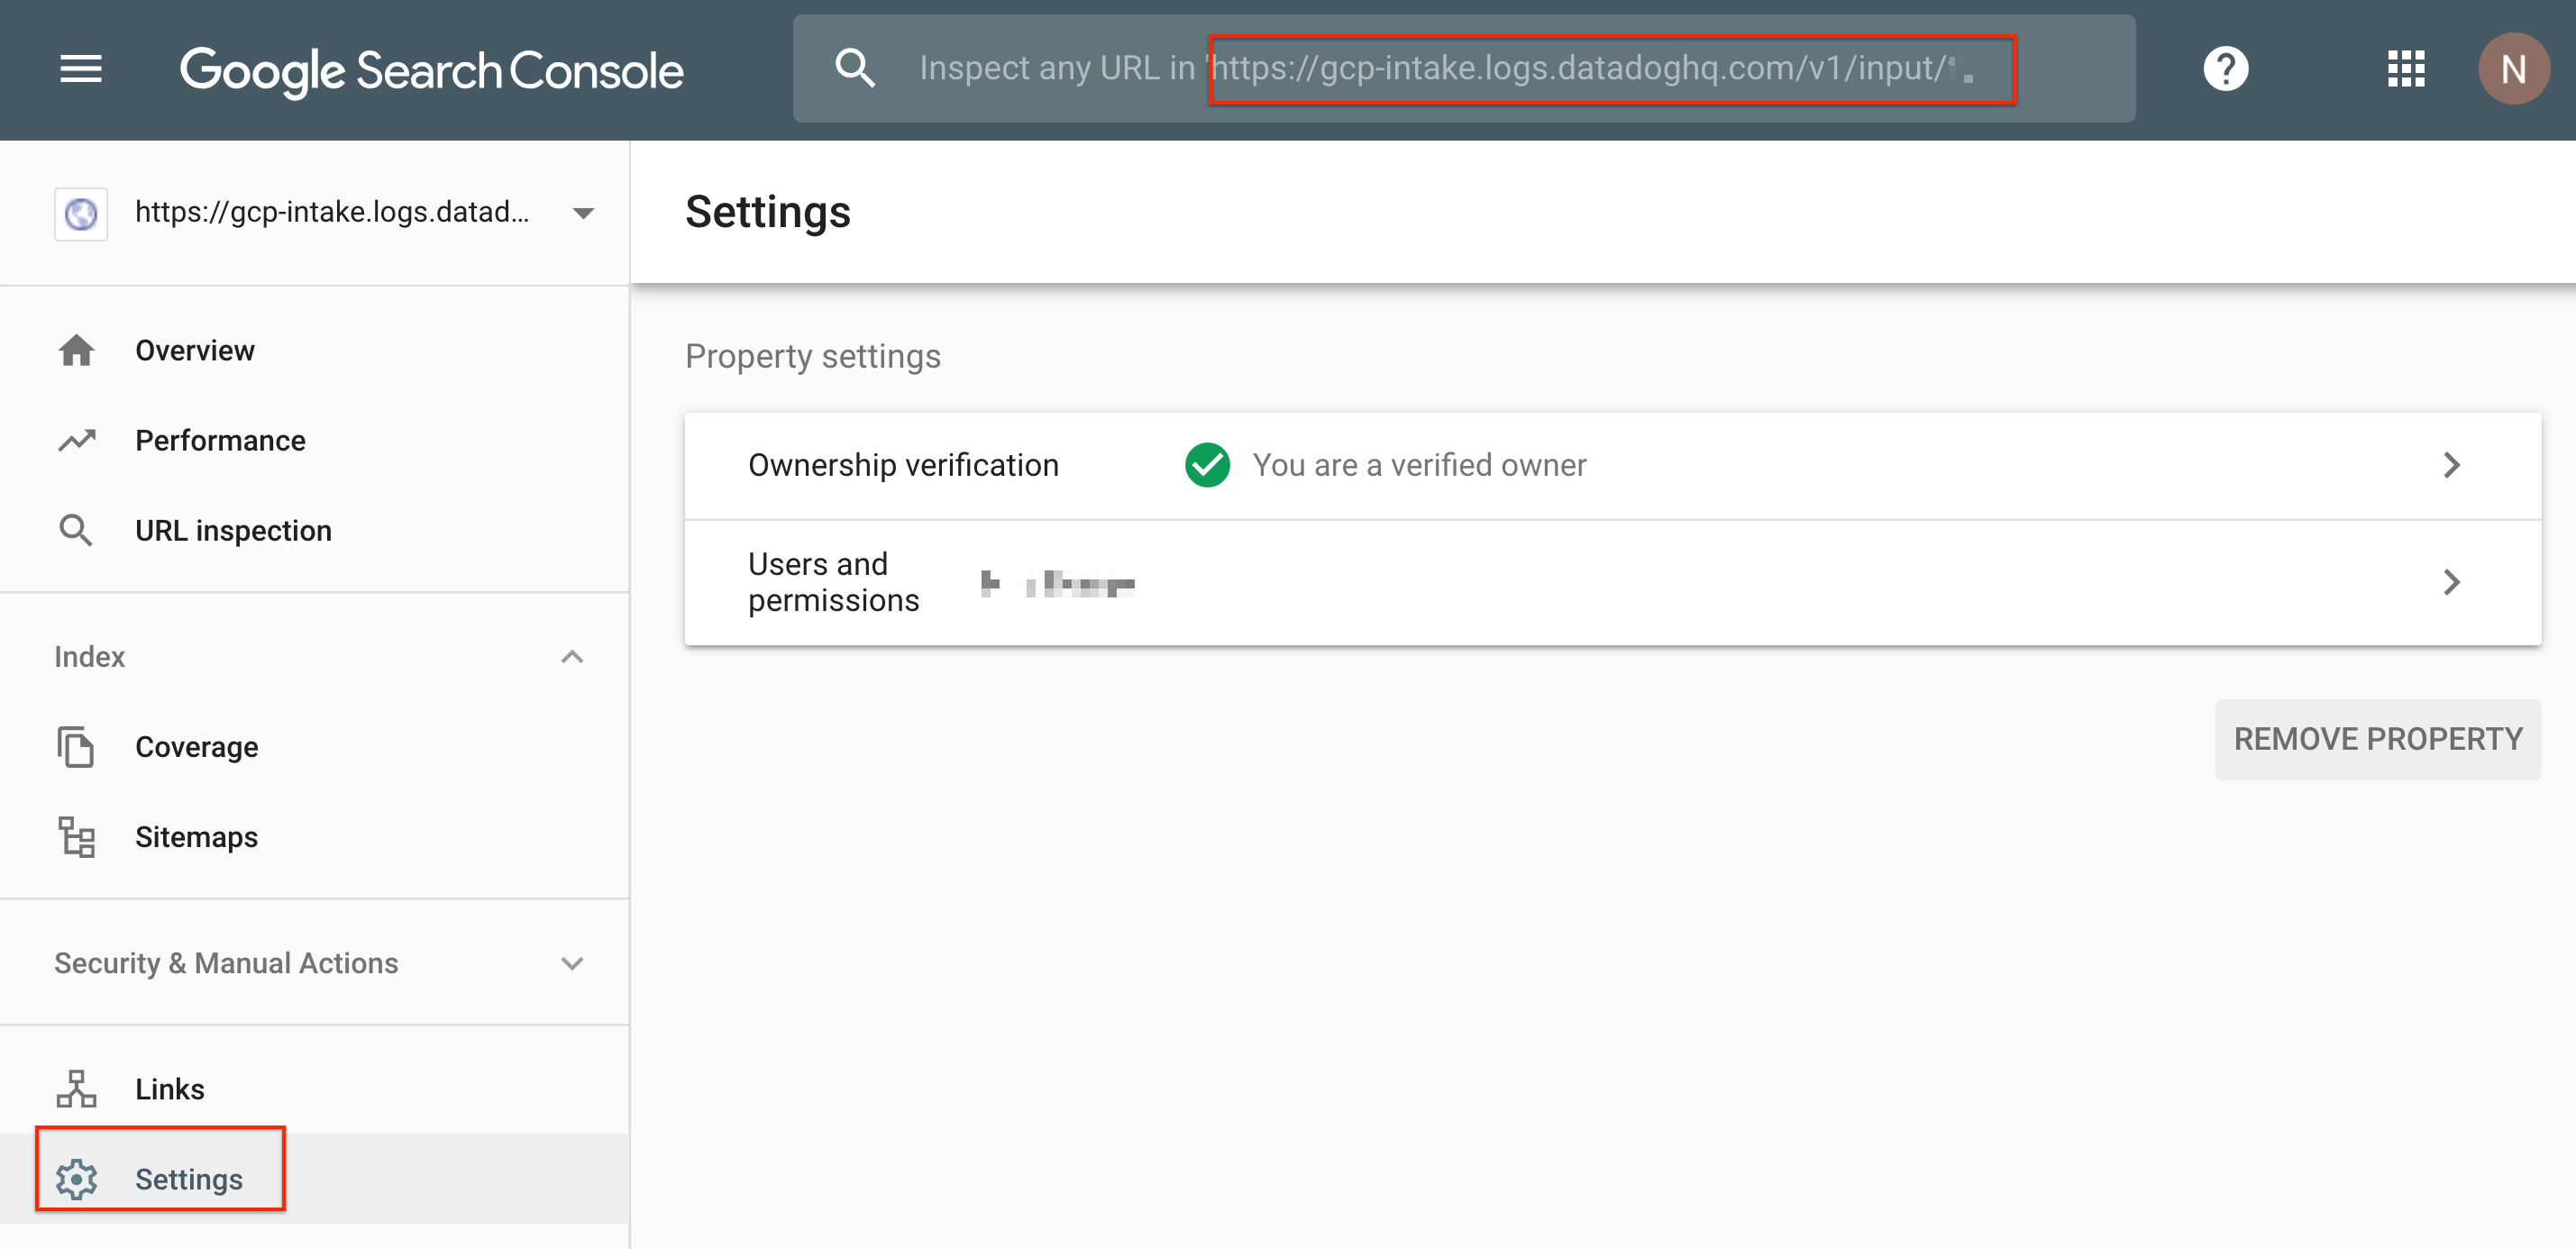 Google Search Console
Inspect any URL in 'https://gcp-intake.logs.datadoghq.com/v1/input/
N
https://gcp-intake.logs.datad...
Settings
Overview
Performance
URL inspection
Property settings
Ownership verification
You are a verified owner
Users and
permissions
Index
Coverage
Sitemaps
REMOVE PROPERTY
Security & Manual Actions
Links
Settings